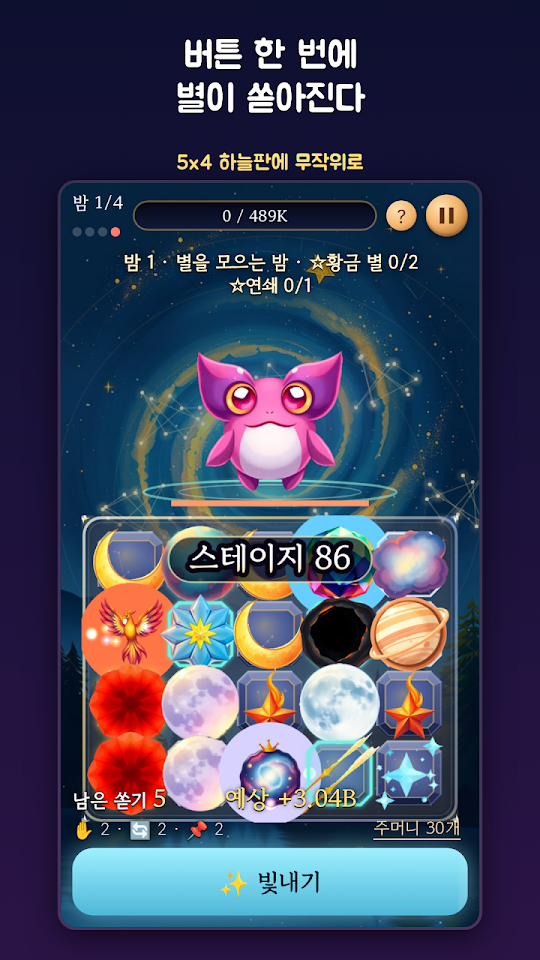 버튼 한 번에
별이 쏟아진다
5x4 하늘판에 무작위로
밤 1/4
0 / 489K
?
밤 1 · 별을 모으는 밤 · ☆황금 별 0/2
☆연쇄 0/1
스테이지 86
남은 쏟기 5
예상 +3.04B
✋ 2 · 🔄 2 · 📌 2
주머니 30개
✨ 빛내기